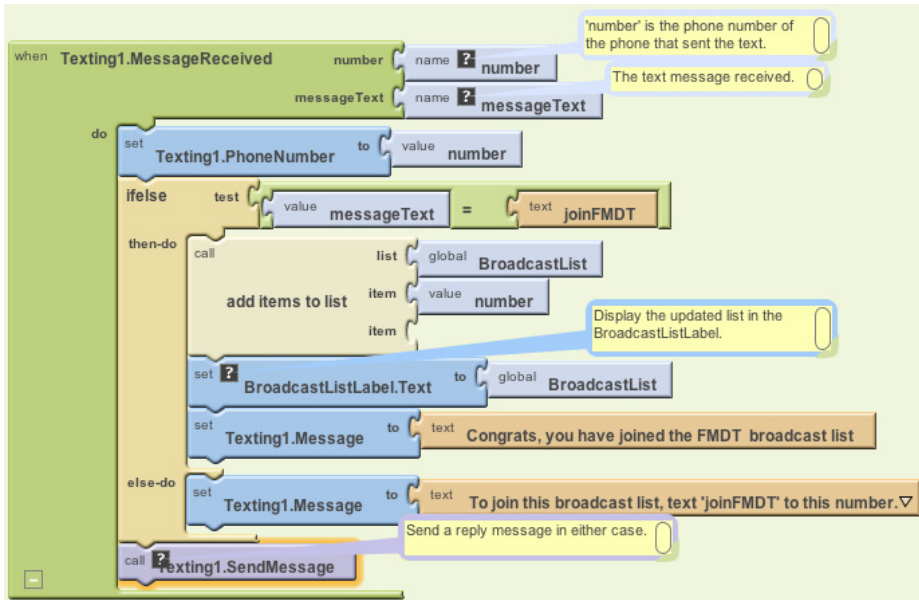 'number' is the phone number of
the phone that sent the text.
when Texting1.MessageReceived number name ? number
The text message received.
messageText name ? messageText
do
set Texting1.PhoneNumber to value number
ifelse test value messageText = text joinFMDT
then-do
call add items to list
list global BroadcastList
item value number
item
Display the updated list in the
BroadcastListLabel.
set ? BroadcastListLabel.Text to global BroadcastList
set Texting1.Message to text Congrats, you have joined the FMDT broadcast list
else-do
set Texting1.Message to text To join this broadcast list, text 'joinFMDT' to this number.
Send a reply message in either case.
call ? Texting1.SendMessage